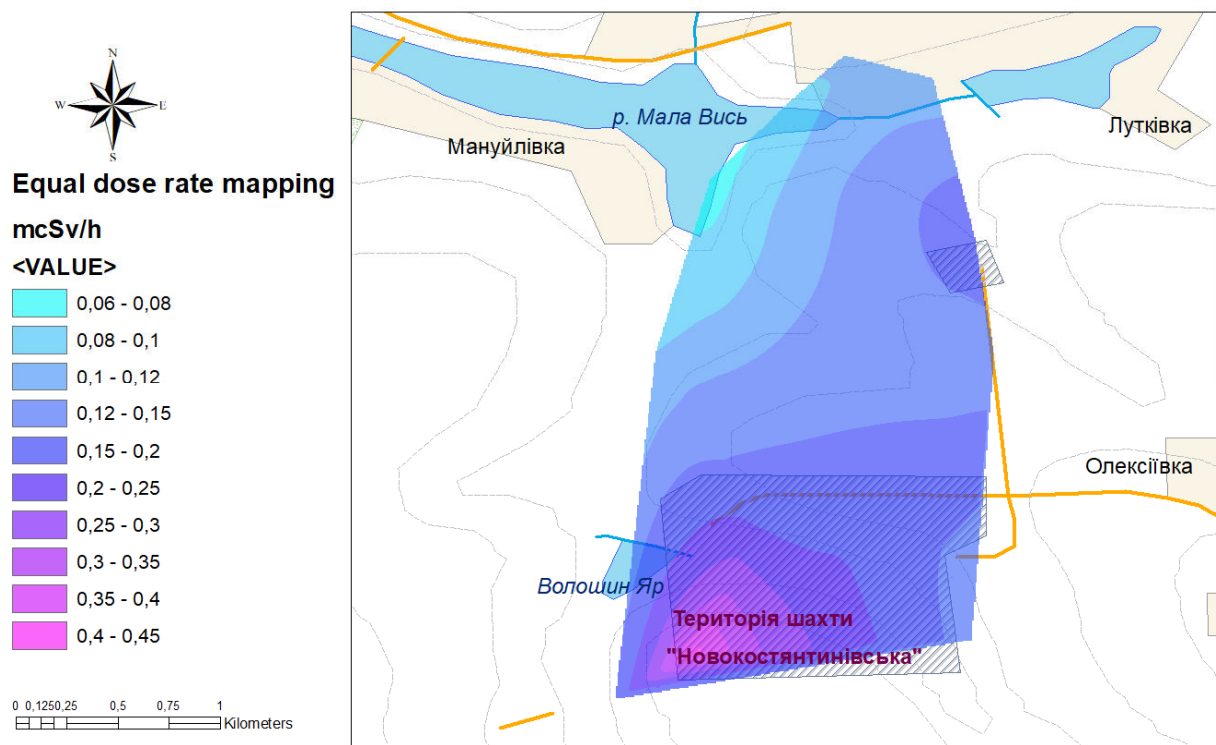 N
W
E
S
Equal dose rate mapping
mcSv/h
<VALUE>
0,06 - 0,08
0,08 - 0,1
0,1 - 0,12
0,12 - 0,15
0,15 - 0,2
0,2 - 0,25
0,25 - 0,3
0,3 - 0,35
0,35 - 0,4
0,4 - 0,45
0 0,1250,25 0,5 0,75 1
Kilometers
р. Мала Вись
Мануйлівка
Лутківка
Олексіївка
Волошин Яр
Територія шахти
"Новокостянтинівська"